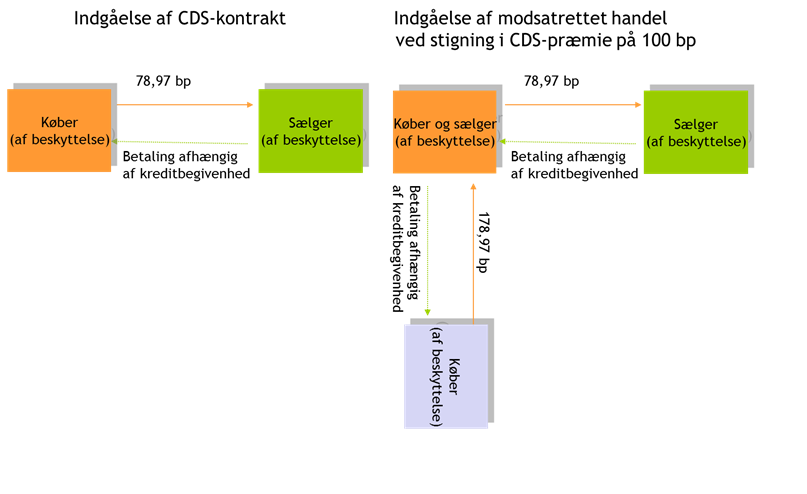 Indgåelse af CDS-kontrakt
78,97 bp
Køber
(af beskyttelse)
Sælger
(af beskyttelse)
Betaling afhængig
af kreditbegivenhed
Indgåelse af modsatrettet handel
ved stigning i CDS-præmie på 100 bp
78,97 bp
Køber og sælger
(af beskyttelse)
Sælger
(af beskyttelse)
Betaling afhængig
af kreditbegivenhed
Betaling afhængig
af kreditbegivenhed
178,97 bp
Køber
(af beskyttelse)